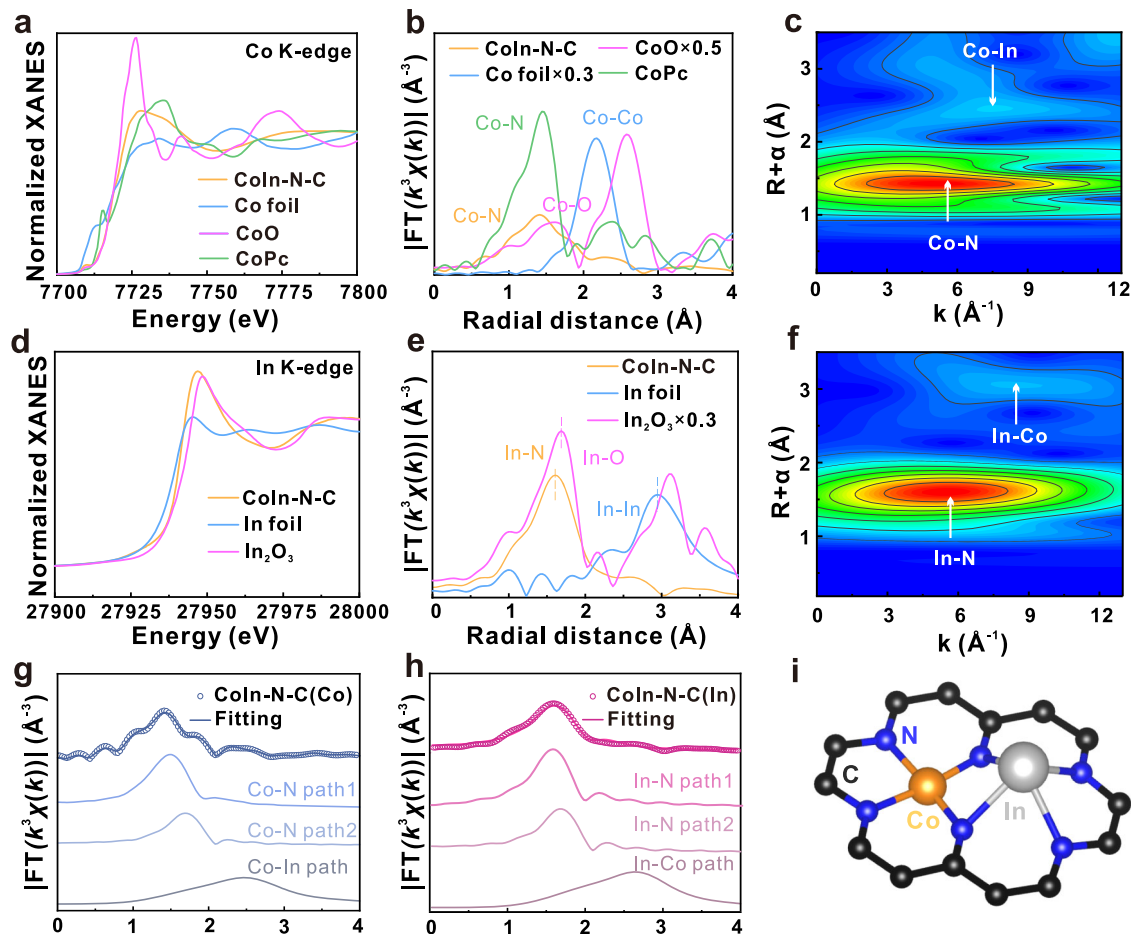 a
Co K-edge
Normalized XANES
CoIn-N-C
Co foil
CoO
CoPc
7700 7725 7750 7775 7800
Energy (eV)
b
CoIn-N-C
CoO×0.5
Co foil×0.3
CoPc
|FT(k³χ(k))| (Å⁻³)
Co-N
Co-Co
Co-N
Co-O
0 1 2 3 4
Radial distance (Å)
c
Co-In
R+α (Å)
3
2
1
Co-N
0 3 6 9 12
k (Å⁻¹)
d
In K-edge
Normalized XANES
CoIn-N-C
In foil
In₂O₃
27900 27925 27950 27975 28000
Energy (eV)
e
CoIn-N-C
In foil
In₂O₃×0.3
|FT(k³χ(k))| (Å⁻³)
In-N
In-O
In-In
0 1 2 3 4
Radial distance (Å)
f
R+α (Å)
3
2
1
In-Co
In-N
0 3 6 9 12
k (Å⁻¹)
g
|FT(k³χ(k))| (Å⁻³)
CoIn-N-C(Co)
Fitting
Co-N path1
Co-N path2
Co-In path
0 1 2 3 4
h
|FT(k³χ(k))| (Å⁻³)
CoIn-N-C(In)
Fitting
In-N path1
In-N path2
In-Co path
0 1 2 3 4
i
N
C
Co
In